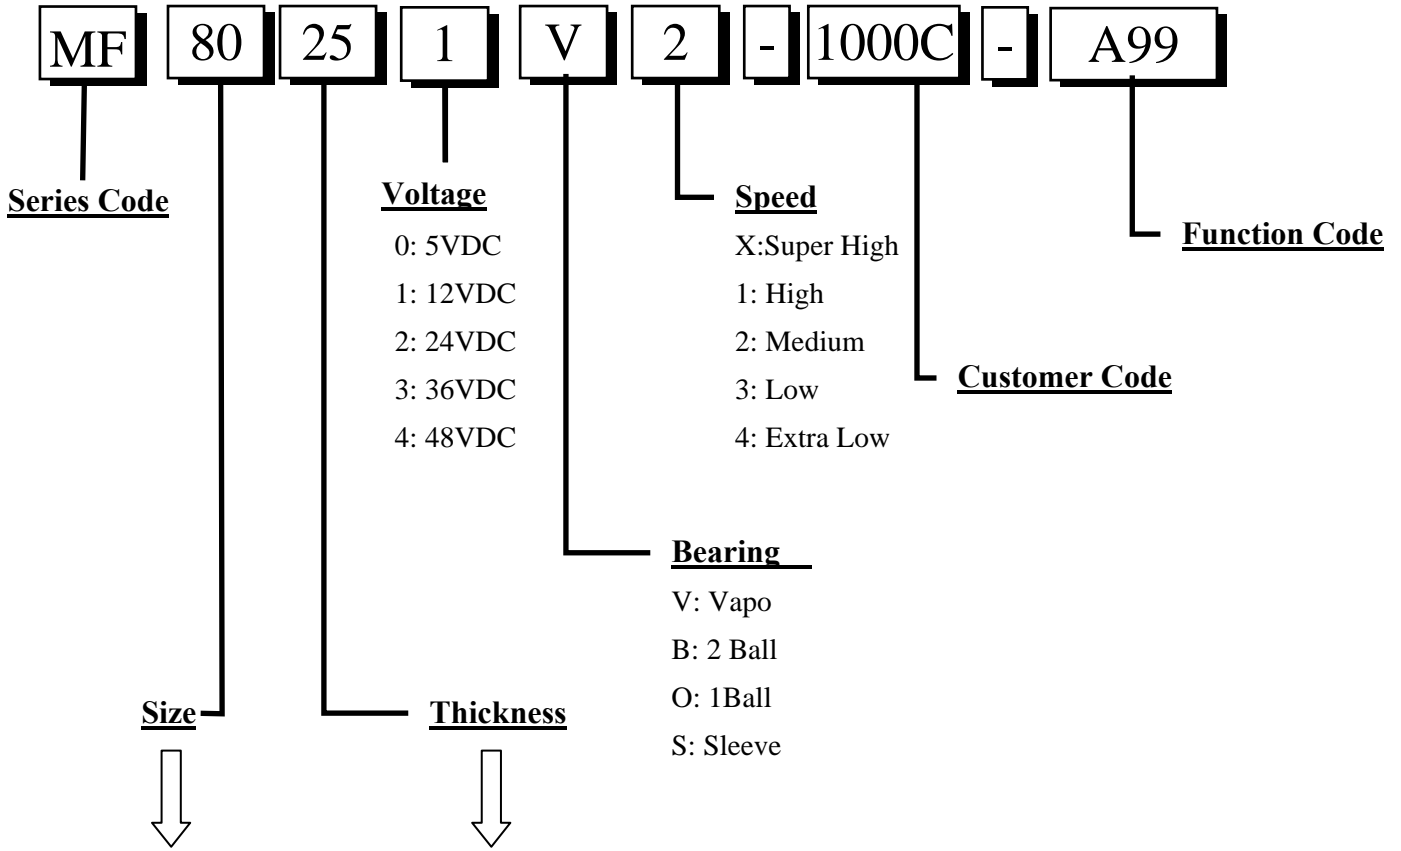 MF 80 25 1 V 2 - 1000C - A99
Series Code
Voltage
0: 5VDC
1: 12VDC
2: 24VDC
3: 36VDC
4: 48VDC
Speed
X:Super High
1: High
2: Medium
3: Low
4: Extra Low
Function Code
Customer Code
Bearing
V: Vapo
B: 2 Ball
O: 1Ball
S: Sleeve
Size
Thickness